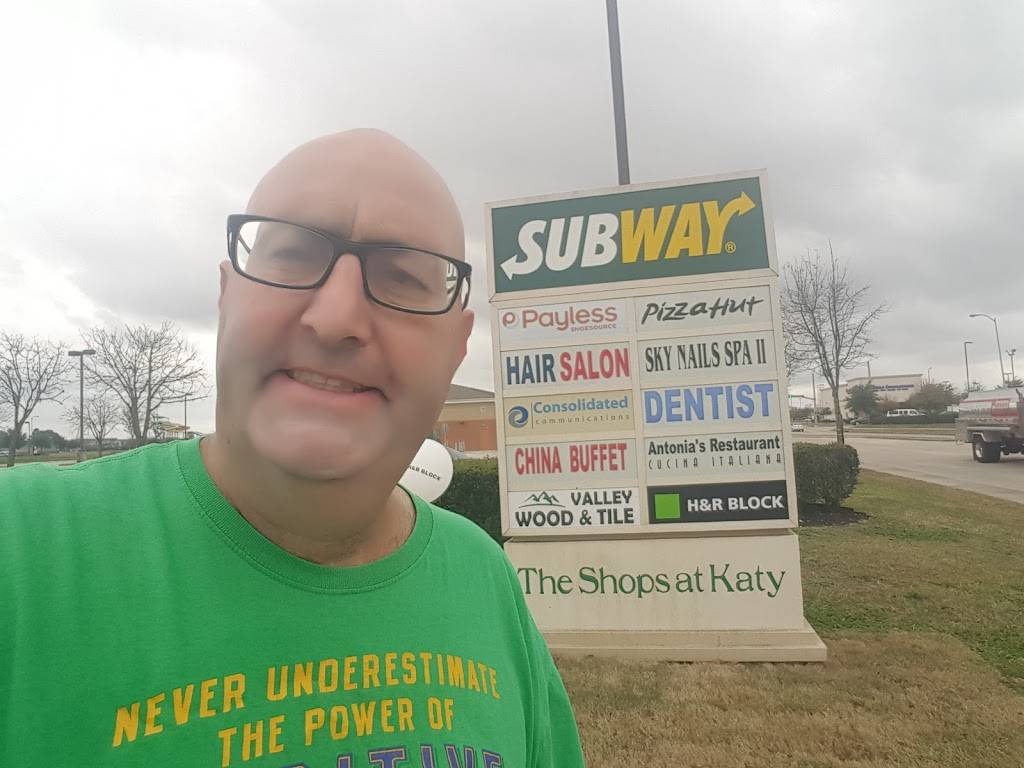 SUBWAY®
Payless
SHOESOURCE
Pizza Hut
HAIR SALON
SKY NAILS SPA II
Consolidated
communications
DENTIST
CHINA BUFFET
Antonia's Restaurant
CUCINA ITALIANA
VALLEY
WOOD & TILE
H&R BLOCK
The Shops at Katy
H&R BLOCK
NEVER UNDERESTIMATE
THE POWER OF